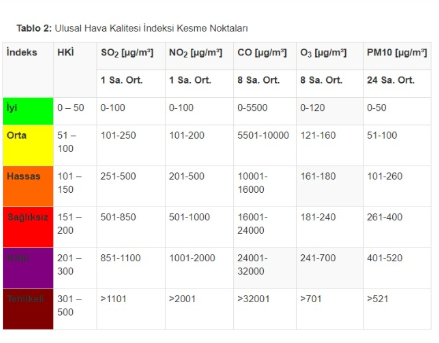 Tablo 2: Ulusal Hava Kalitesi İndeksi Kesme Noktaları
İndeks HKİ SO₂ [µg/m³] NO₂ [µg/m³] CO [µg/m³] O₃ [µg/m³] PM10 [µg/m³]
1 Sa. Ort. 1 Sa. Ort. 8 Sa. Ort. 8 Sa. Ort. 24 Sa. Ort.
İyi 0 – 50 0-100 0-100 0-5500 0-120 0-50
Orta 51 – 100 101-250 101-200 5501-10000 121-160 51-100
Hassas 101 – 150 251-500 201-500 10001-16000 161-180 101-260
Sağlıksız 151 – 200 501-850 501-1000 16001-24000 181-240 261-400
201 – 300 851-1100 1001-2000 24001-32000 241-700 401-520
Tehlikeli 301 – 500 >1101 >2001 >32001 >701 >521